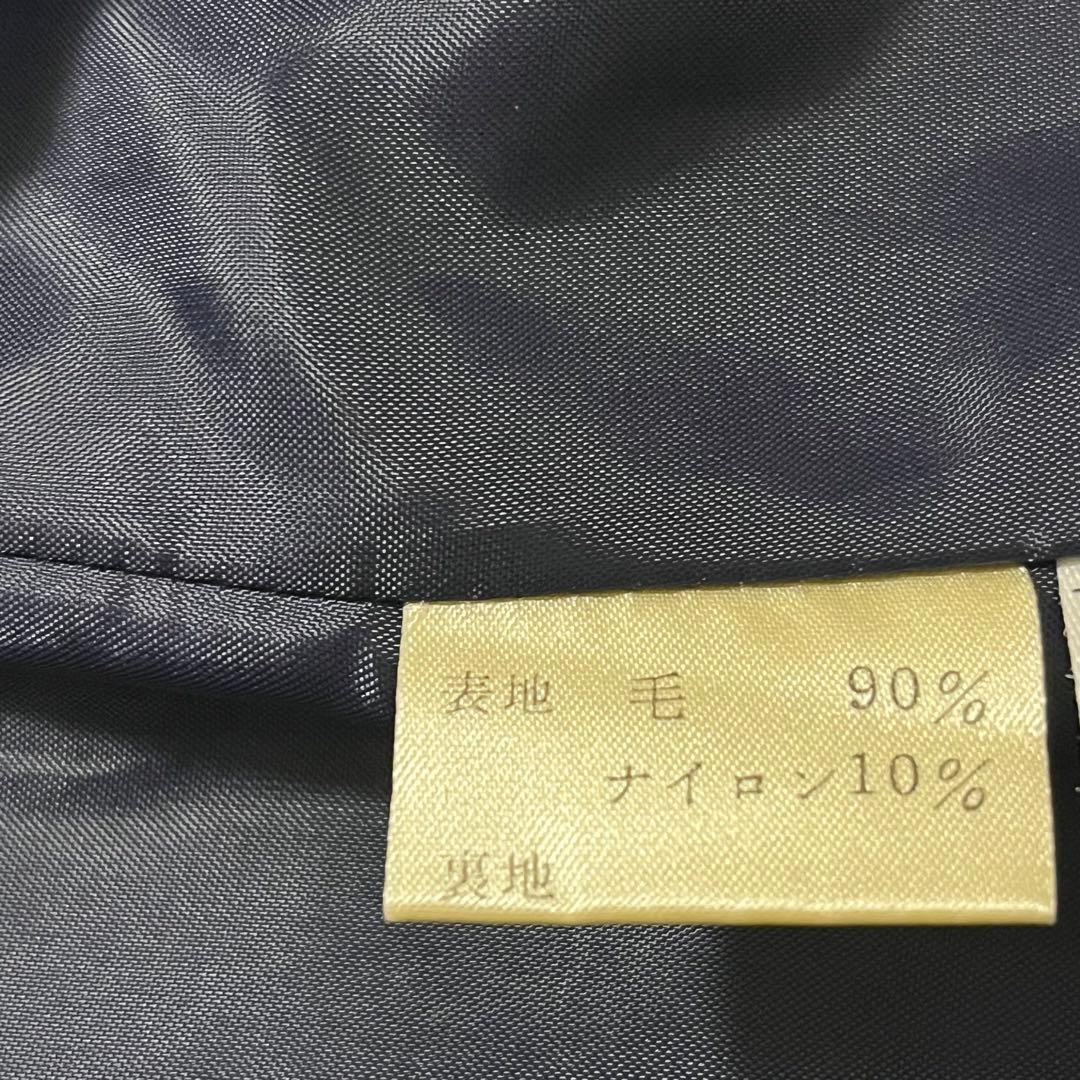 表地 毛 90%
ナイロン10%
裏地